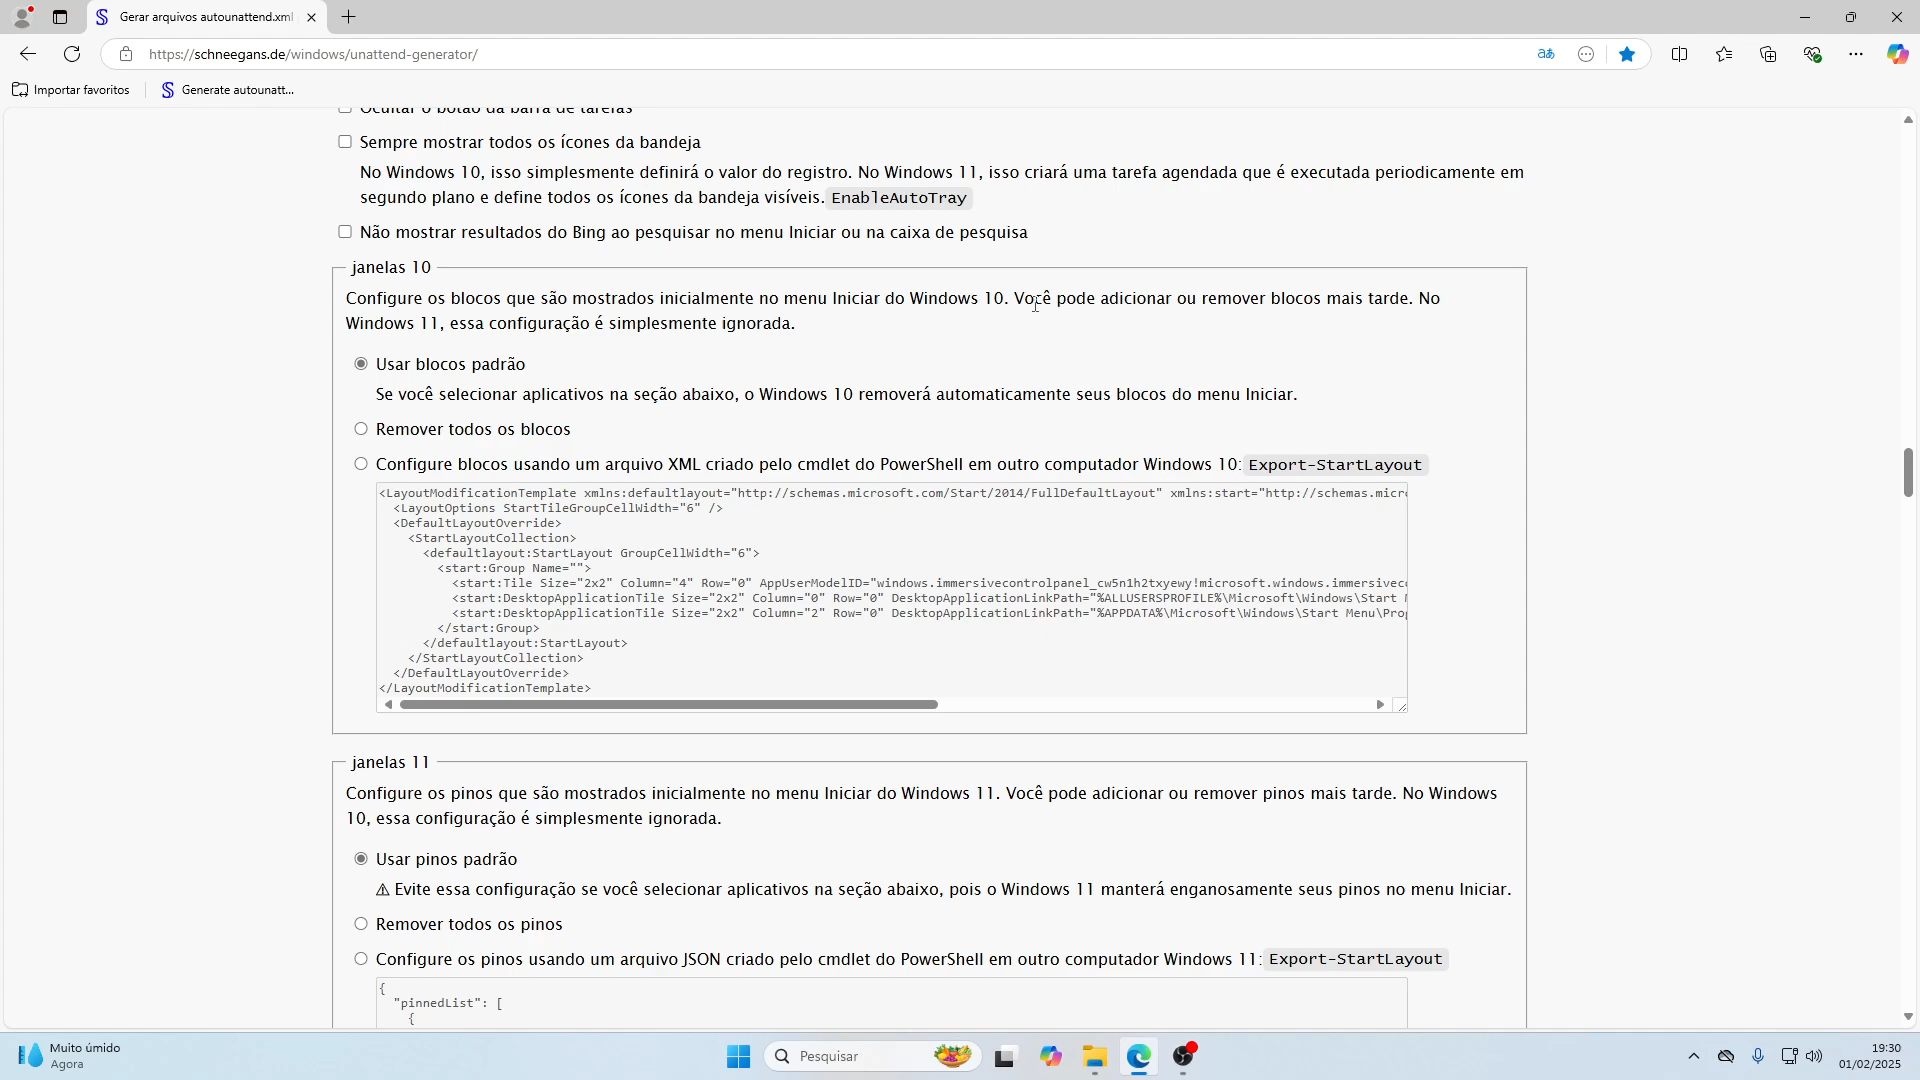 Gerar arquivos autounattend.xml
https://schneegans.de/windows/unattend-generator/
Importar favoritos
Generate autounatt...
Ocultar o botão da barra de tarefas
Sempre mostrar todos os ícones da bandeja
No Windows 10, isso simplesmente definirá o valor do registro. No Windows 11, isso criará uma tarefa agendada que é executada periodicamente em
segundo plano e define todos os ícones da bandeja visíveis. EnableAutoTray
Não mostrar resultados do Bing ao pesquisar no menu Iniciar ou na caixa de pesquisa
janelas 10
Configure os blocos que são mostrados inicialmente no menu Iniciar do Windows 10. Você pode adicionar ou remover blocos mais tarde. No
Windows 11, essa configuração é simplesmente ignorada.
Usar blocos padrão
Se você selecionar aplicativos na seção abaixo, o Windows 10 removerá automaticamente seus blocos do menu Iniciar.
Remover todos os blocos
Configure blocos usando um arquivo XML criado pelo cmdlet do PowerShell em outro computador Windows 10: Export-StartLayout
<LayoutModificationTemplate xmlns:defaultlayout="http://schemas.microsoft.com/Start/2014/FullDefaultLayout" xmlns:start="http://schemas.micr
<LayoutOptions StartTileGroupCellWidth="6" />
<DefaultLayoutOverride>
<StartLayoutCollection>
<defaultlayout:StartLayout GroupCellWidth="6">
<start:Group Name="">
<start:Tile Size="2x2" Column="4" Row="0" AppUserModelID="windows.immersivecontrolpanel_cw5n1h2txyewy!microsoft.windows.immersivec
<start:DesktopApplicationTile Size="2x2" Column="0" Row="0" DesktopApplicationLinkPath="%ALLUSERSPROFILE%\Microsoft\Windows\Start M
<start:DesktopApplicationTile Size="2x2" Column="2" Row="0" DesktopApplicationLinkPath="%APPDATA%\Microsoft\Windows\Start Menu\Prog
</start:Group>
</defaultlayout:StartLayout>
</StartLayoutCollection>
</DefaultLayoutOverride>
</LayoutModificationTemplate>
janelas 11
Configure os pinos que são mostrados inicialmente no menu Iniciar do Windows 11. Você pode adicionar ou remover pinos mais tarde. No Windows
10, essa configuração é simplesmente ignorada.
Usar pinos padrão
⚠ Evite essa configuração se você selecionar aplicativos na seção abaixo, pois o Windows 11 manterá enganosamente seus pinos no menu Iniciar.
Remover todos os pinos
Configure os pinos usando um arquivo JSON criado pelo cmdlet do PowerShell em outro computador Windows 11: Export-StartLayout
{
"pinnedList": [
{
Muito úmido
Agora
Pesquisar
19:30
01/02/2025